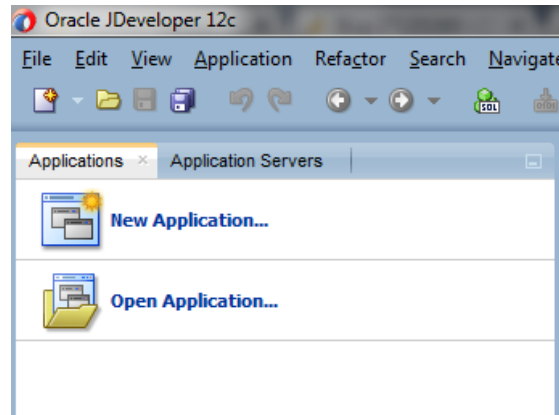 Oracle JDeveloper 12c
File Edit View Application Refactor Search Navigate
SQL
Applications × Application Servers
New Application...
Open Application...